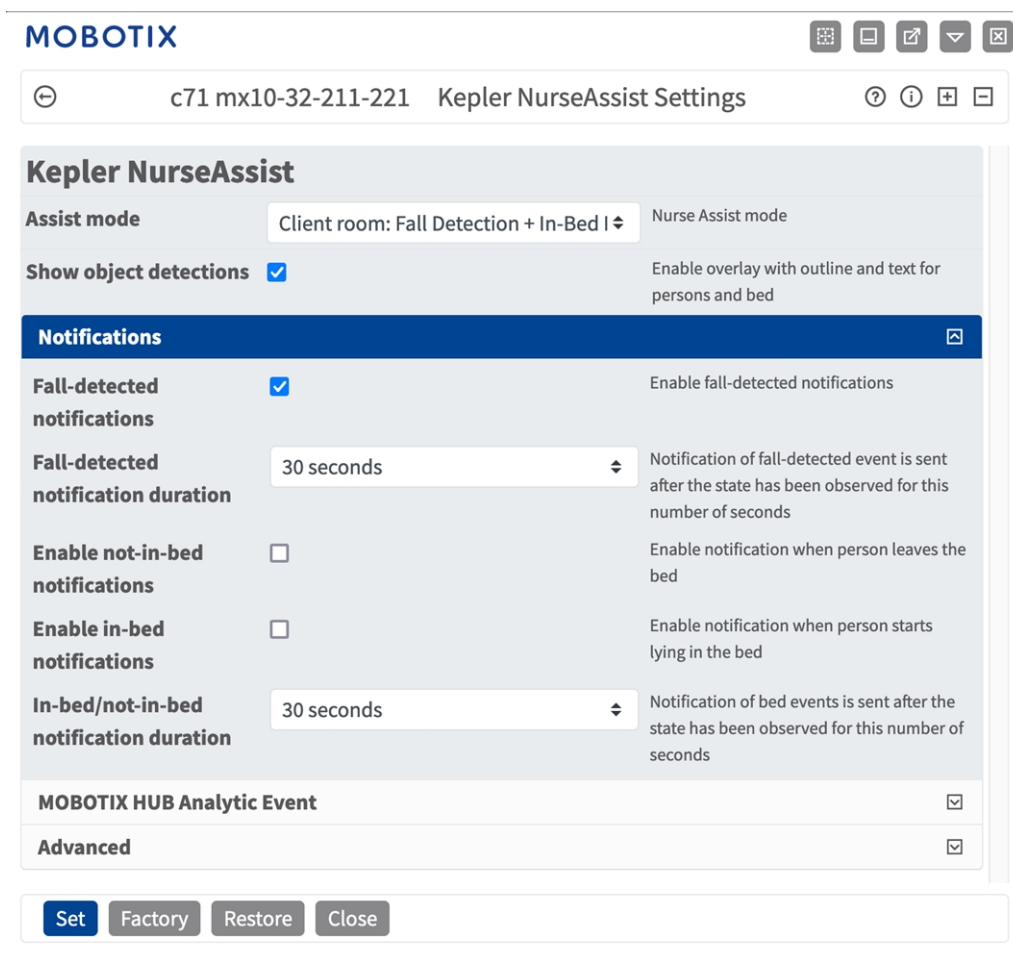 MOBOTIX
c71 mx10-32-211-221 Kepler NurseAssist Settings
Kepler NurseAssist
Assist mode
Client room: Fall Detection + In-Bed
Nurse Assist mode
Show object detections
Enable overlay with outline and text for
persons and bed
Notifications
Fall-detected
notifications
Enable fall-detected notifications
Fall-detected
notification duration
30 seconds
Notification of fall-detected event is sent
after the state has been observed for this
number of seconds
Enable not-in-bed
notifications
Enable notification when person leaves the
bed
Enable in-bed
notifications
Enable notification when person starts
lying in the bed
In-bed/not-in-bed
notification duration
30 seconds
Notification of bed events is sent after the
state has been observed for this number of
seconds
MOBOTIX HUB Analytic Event
Advanced
Set Factory Restore Close